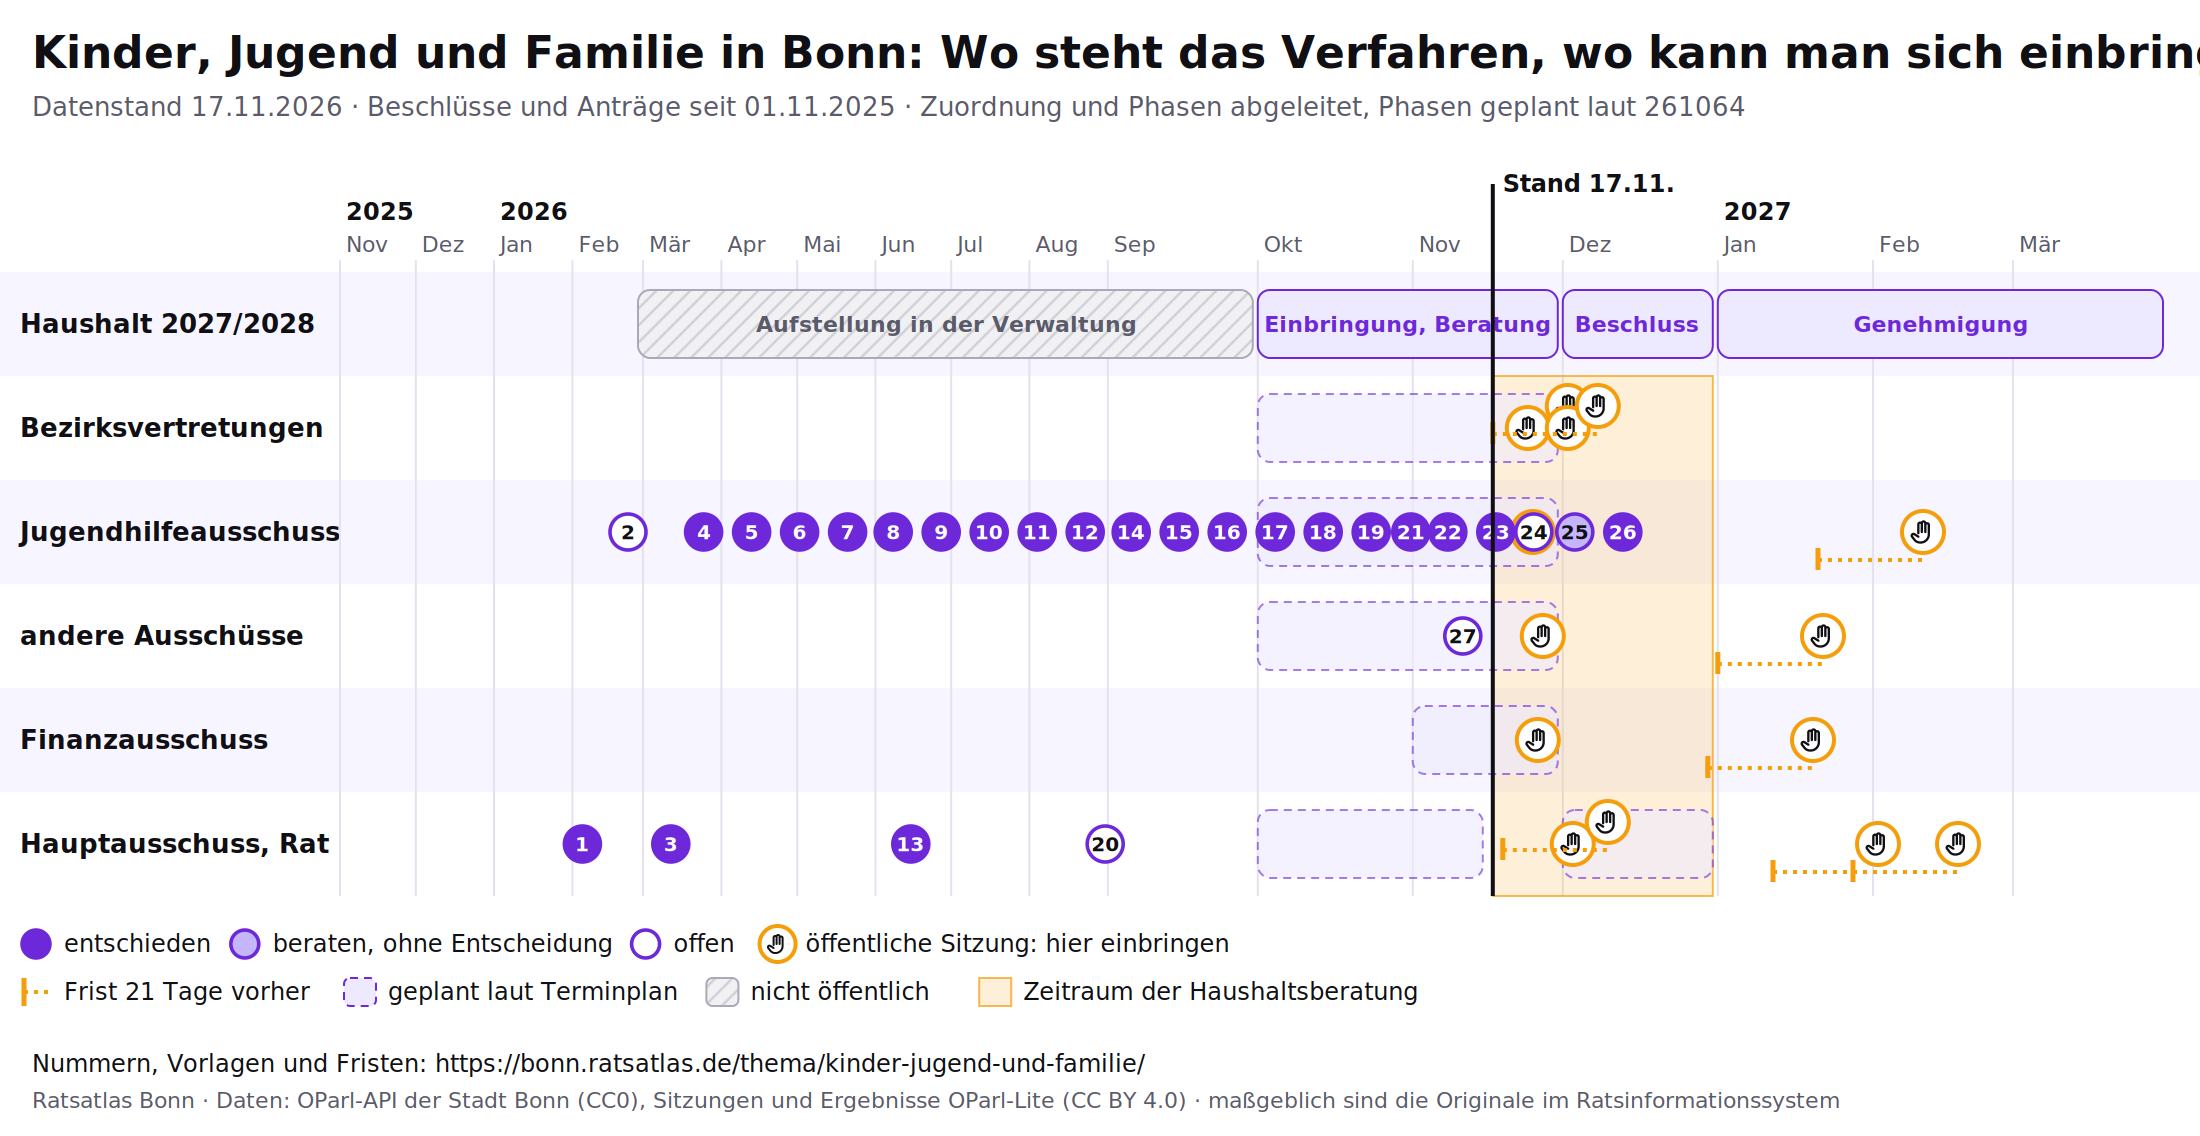 Kinder, Jugend und Familie in Bonn: Wo steht das Verfahren, wo kann man sich
Datenstand 17.11.2026 · Beschlüsse und Anträge seit 01.11.2025 · Zuordnung und Phasen abgeleitet, Phasen geplant laut 261064
Stand 17.11.
2025 2026 2027
Nov Dez Jan Feb Mär Apr Mai Jun Jul Aug Sep Okt Nov Dez Jan Feb Mär
Haushalt 2027/2028 Aufstellung in der Verwaltung Einbringung, Beratung Beschluss Genehmigung
Bezirksvertretungen
Jugendhilfeausschuss 2 4 5 6 7 8 9 10 11 12 14 15 16 17 18 19 21 22 23 24 25 26
andere Ausschüsse 27
Finanzausschuss
Hauptausschuss, Rat 1 3 13 20
entschieden beraten, ohne Entscheidung offen öffentliche Sitzung: hier einbringen
Frist 21 Tage vorher geplant laut Terminplan nicht öffentlich Zeitraum der Haushaltsberatung
Nummern, Vorlagen und Fristen: https://bonn.ratsatlas.de/thema/kinder-jugend-und-familie/
Ratsatlas Bonn · Daten: OParl-API der Stadt Bonn (CC0), Sitzungen und Ergebnisse OParl-Lite (CC BY 4.0) · maßgeblich sind die Originale im Ratsinformationssystem